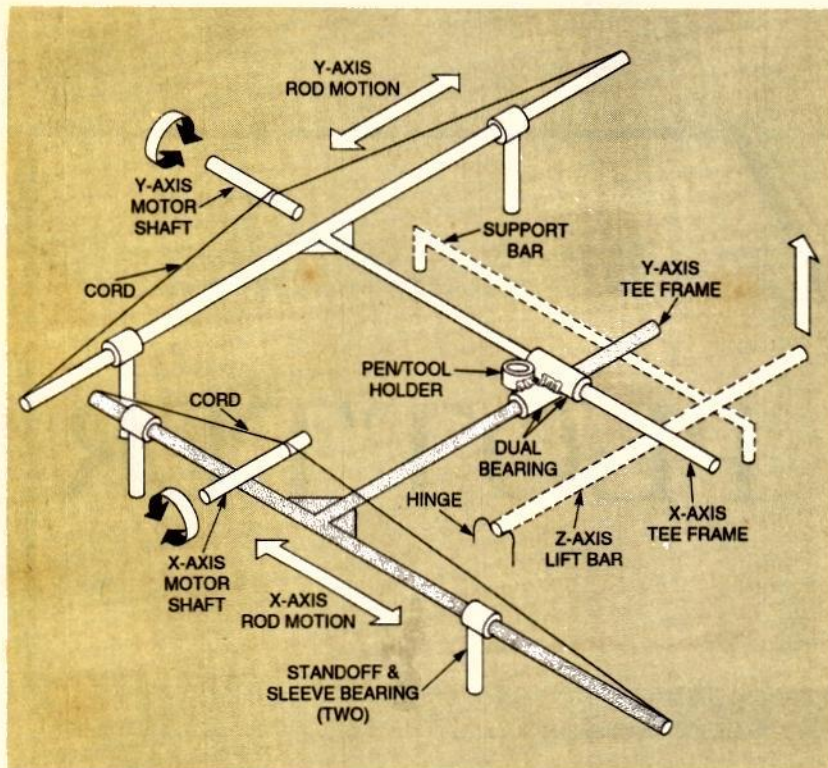 Y-AXIS
ROD MOTION
Y-AXIS
MOTOR
SHAFT
CORD
SUPPORT
BAR
Y-AXIS
TEE FRAME
PEN/TOOL
HOLDER
CORD
DUAL
BEARING
HINGE
Z-AXIS
LIFT BAR
X-AXIS
TEE FRAME
X-AXIS
MOTOR
SHAFT
X-AXIS
ROD MOTION
STANDOFF &
SLEEVE BEARING
(TWO)